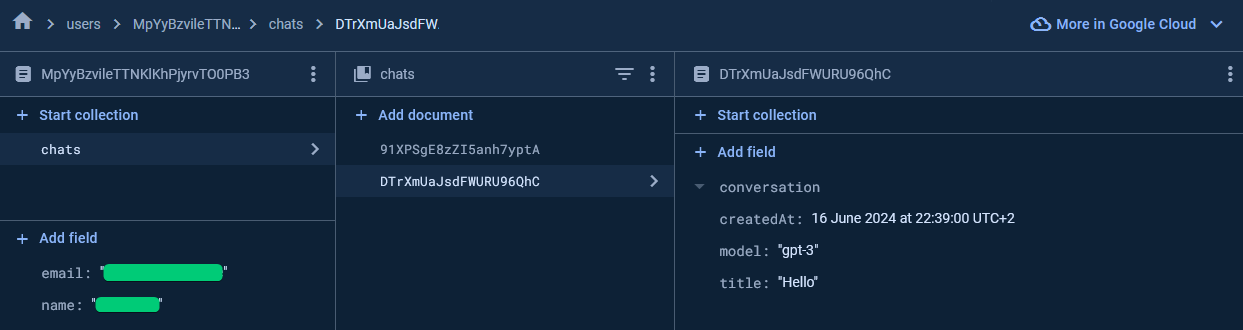 users > MpYyBzvileTTN... > chats > DTrXmUaJsdFW.
More in Google Cloud
MpYyBzvileTTNKlKhPjyrvTO0PB3
+ Start collection
chats
+ Add field
email: ""
name: ""
chats
+ Add document
91XPSgE8zZI5anh7yptA
DTrXmUaJsdFWURU96QhC
DTrXmUaJsdFWURU96QhC
+ Start collection
+ Add field
conversation
createdAt: 16 June 2024 at 22:39:00 UTC+2
model: "gpt-3"
title: "Hello"